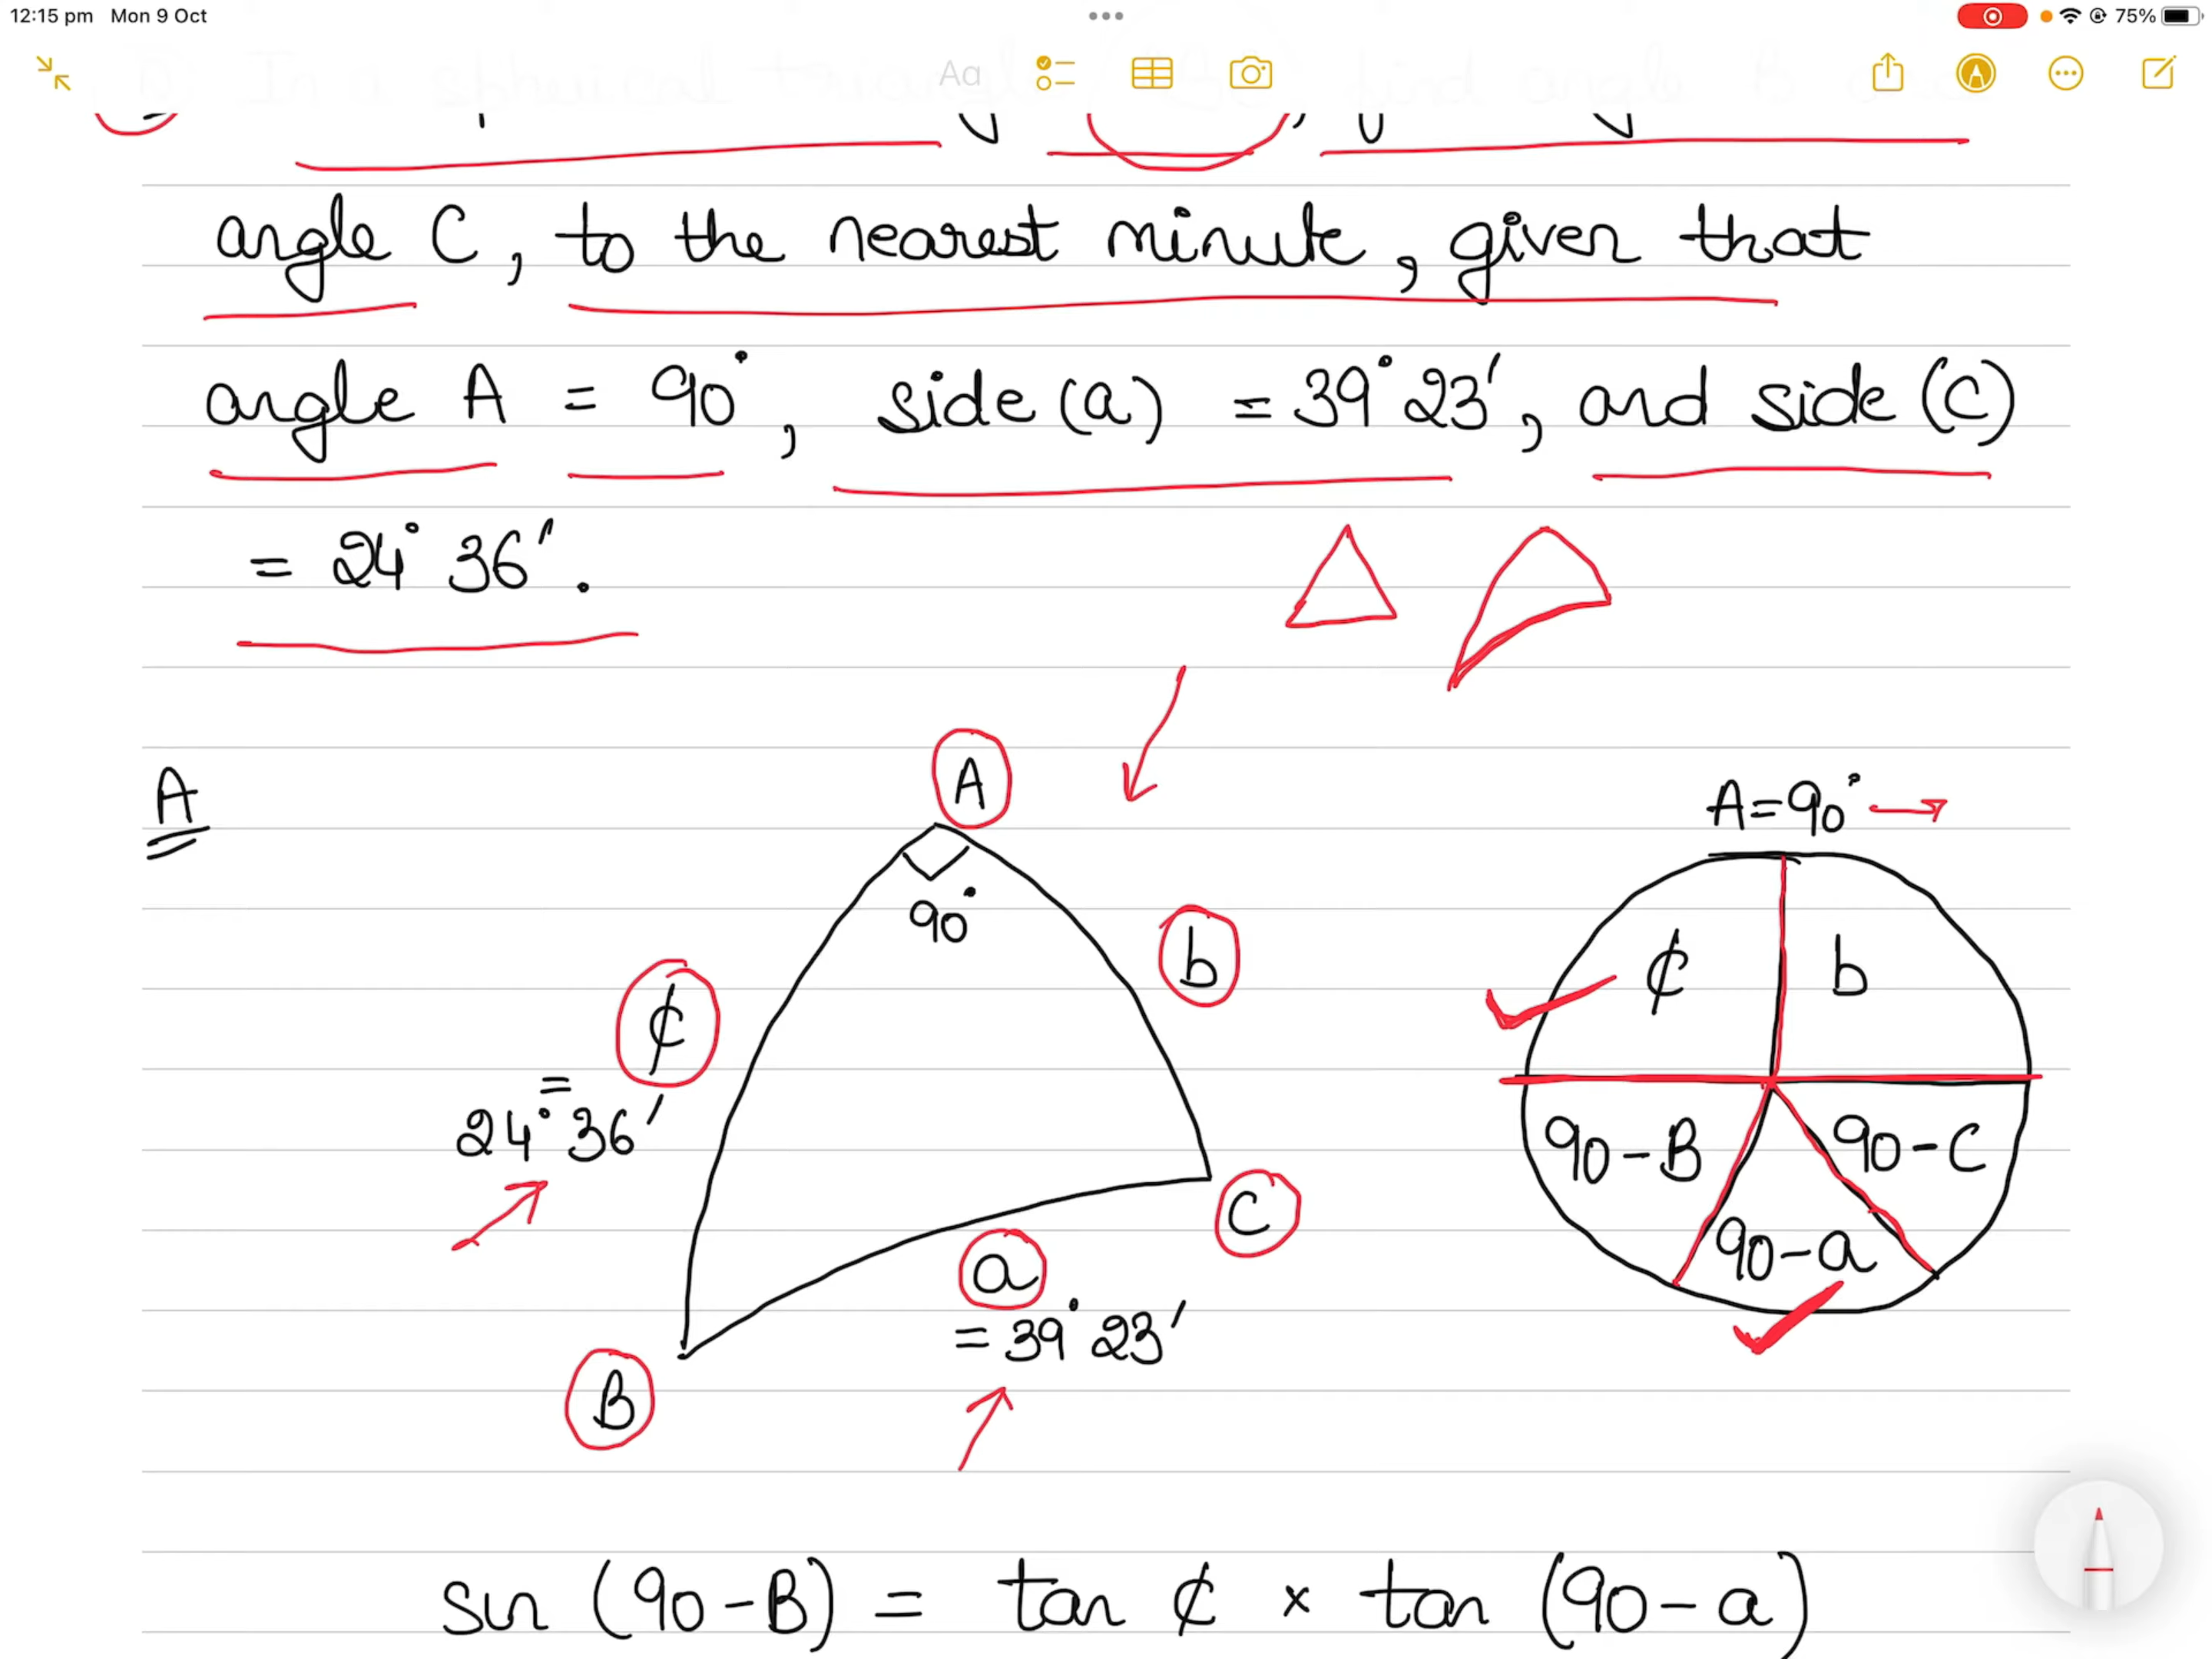 12:15 pm Mon 9 Oct
75%
Aa
angle C, to the nearest minute, given that
angle A = 90°, side (a) = 39° 23', and side (C)
= 24° 36'.
A
A
90°
¢
b
= 24° 36'
C
a
= 39° 23'
B
A=90°
¢
b
90-B
90-C
90-a
sin (90-B) = tan ¢ × tan (90-a)